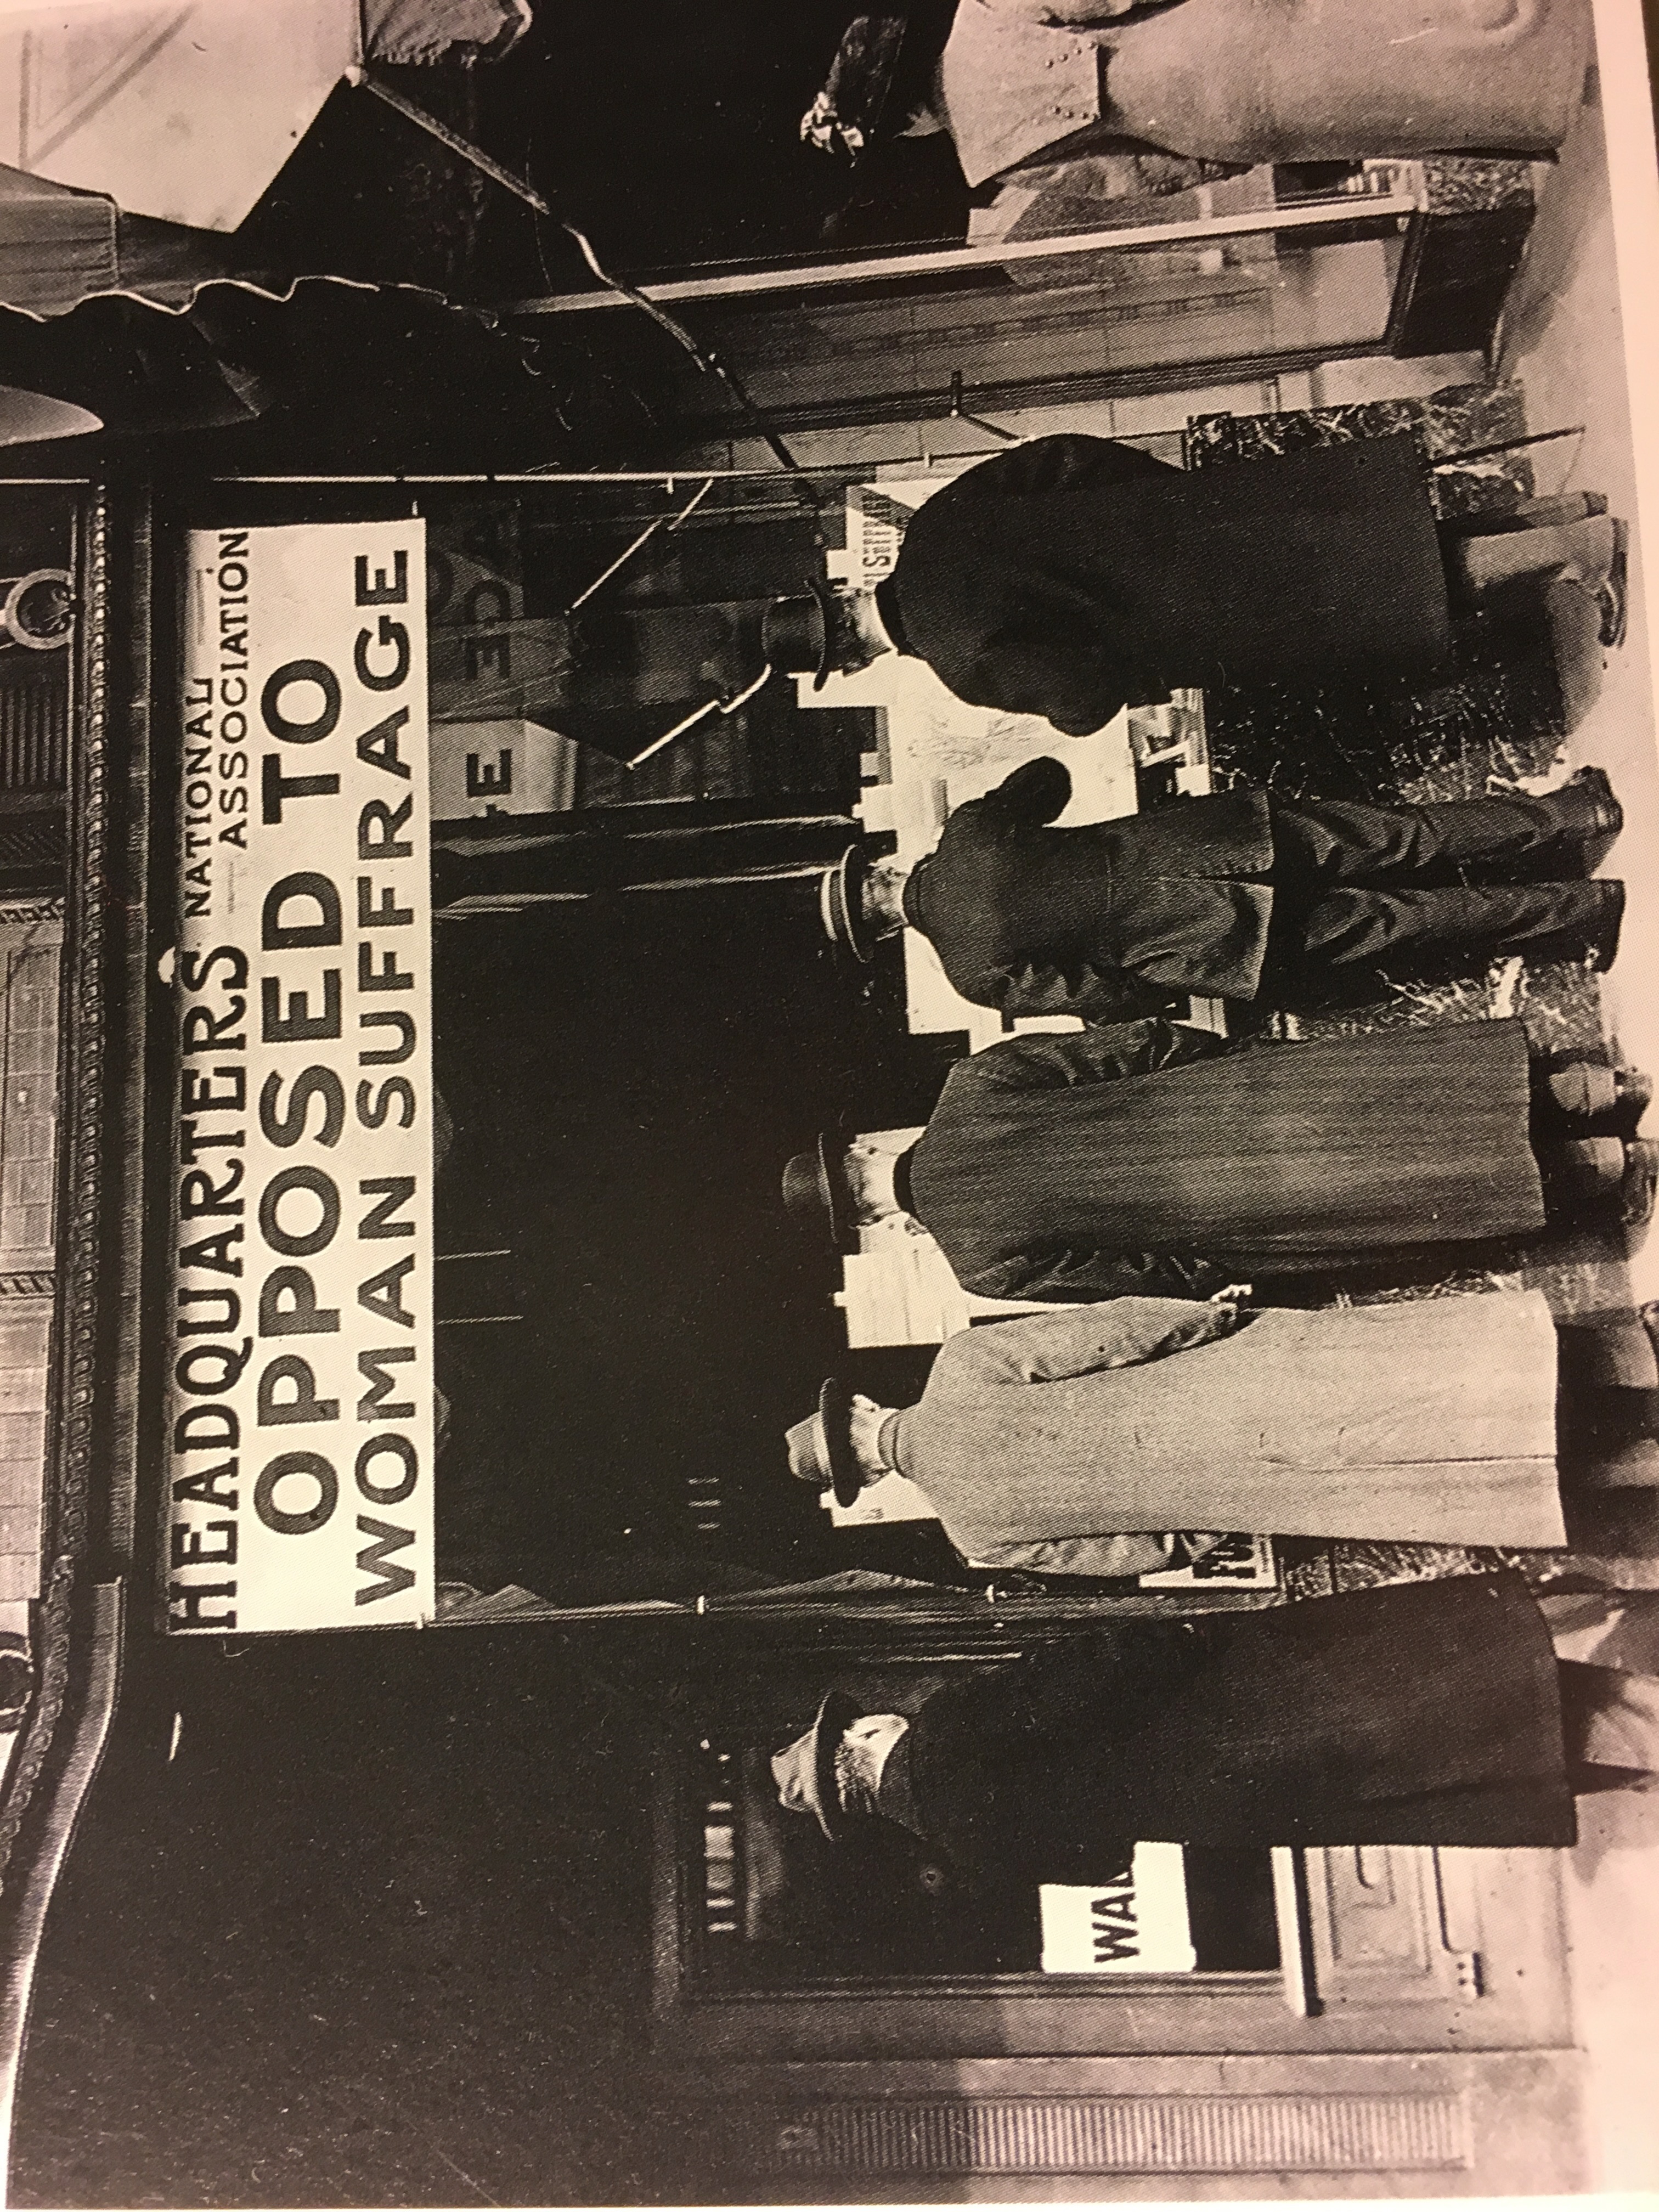 HEADQUARTERS NATIONAL ASSOCIATION
OPPOSED TO
WOMAN SUFFRAGE